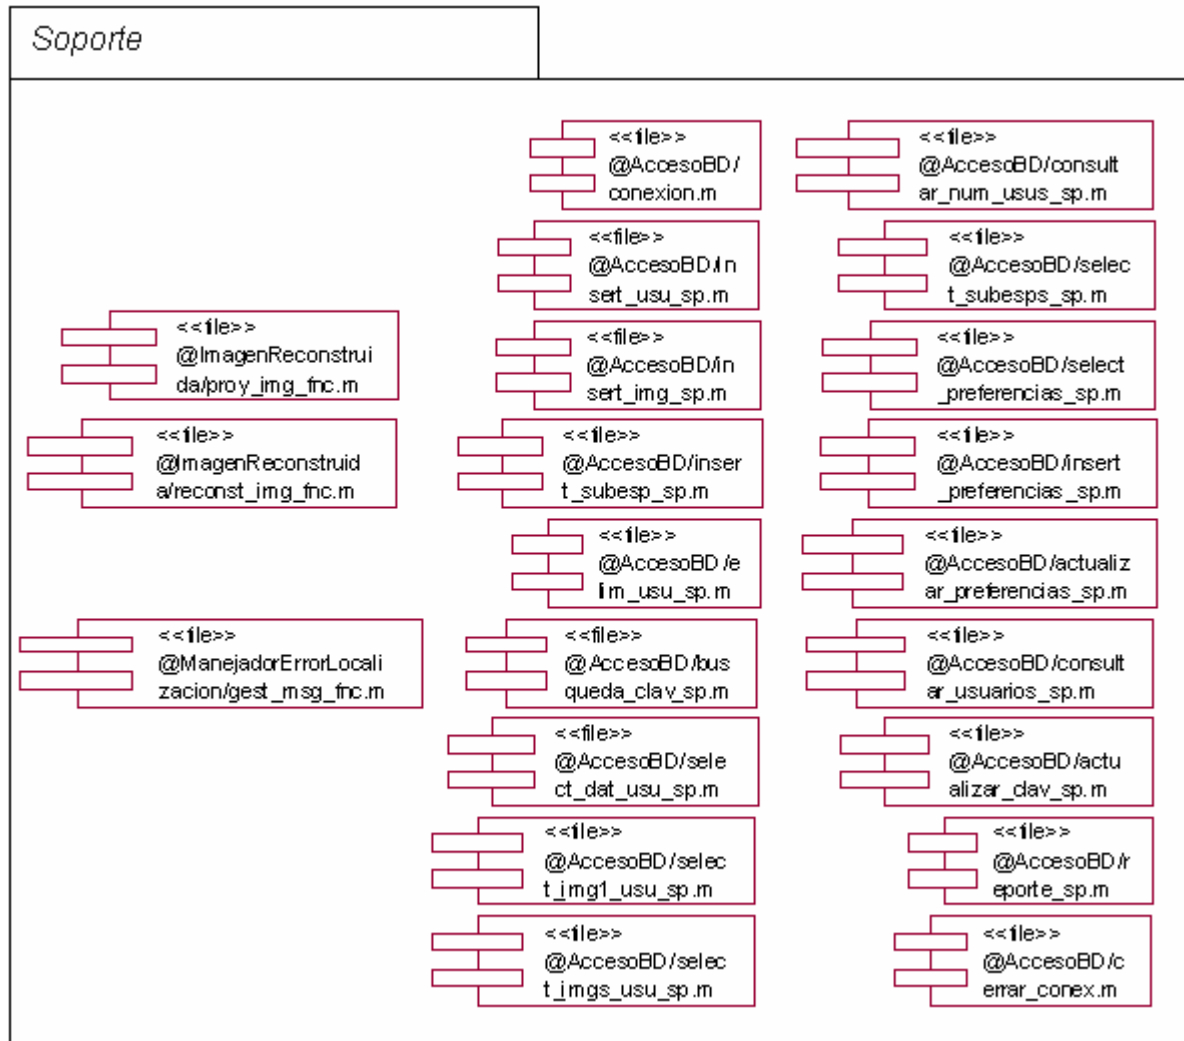 Soporte
<<file>>
@ImagenReconstrui
da/proy_img_fnc.m
<<file>>
@ImagenReconstruid
a/reconst_img_fnc.m
<<file>>
@ManejadorErrorLocali
zacion/gest_msg_fnc.m
<<file>>
@AccesoBD/
conexion.m
<<file>>
@AccesoBD/in
sert_usu_sp.m
<<file>>
@AccesoBD/in
sert_img_sp.m
<<file>>
@AccesoBD/inser
t_subesp_sp.m
<<file>>
@AccesoBD/e
lim_usu_sp.m
<<file>>
@AccesoBD/bus
queda_clav_sp.m
<<file>>
@AccesoBD/sele
ct_dat_usu_sp.m
<<file>>
@AccesoBD/selec
t_img1_usu_sp.m
<<file>>
@AccesoBD/selec
t_imgs_usu_sp.m
<<file>>
@AccesoBD/consult
ar_num_usus_sp.m
<<file>>
@AccesoBD/selec
t_subesps_sp.m
<<file>>
@AccesoBD/select
_preferencias_sp.m
<<file>>
@AccesoBD/insert
_preferencias_sp.m
<<file>>
@AccesoBD/actualiz
ar_preferencias_sp.m
<<file>>
@AccesoBD/consult
ar_usuarios_sp.m
<<file>>
@AccesoBD/actu
alizar_clav_sp.m
<<file>>
@AccesoBD/r
eporte_sp.m
<<file>>
@AccesoBD/c
errar_conex.m